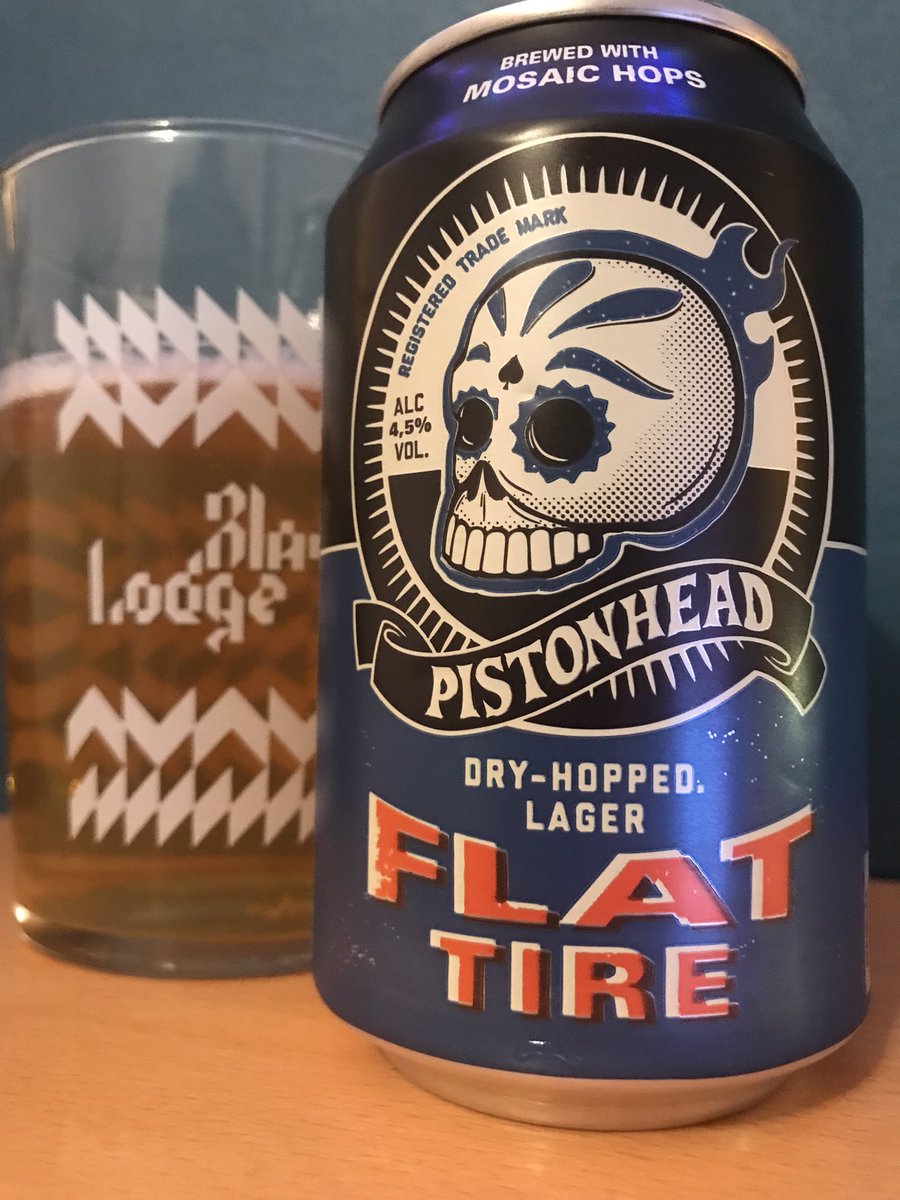 BREWED WITH
MOSAIC HOPS
REGISTERED TRADE MARK
ALC
4,5%
VOL.
PISTONHEAD
DRY-HOPPED
LAGER
FLAT
TIRE
Lodge